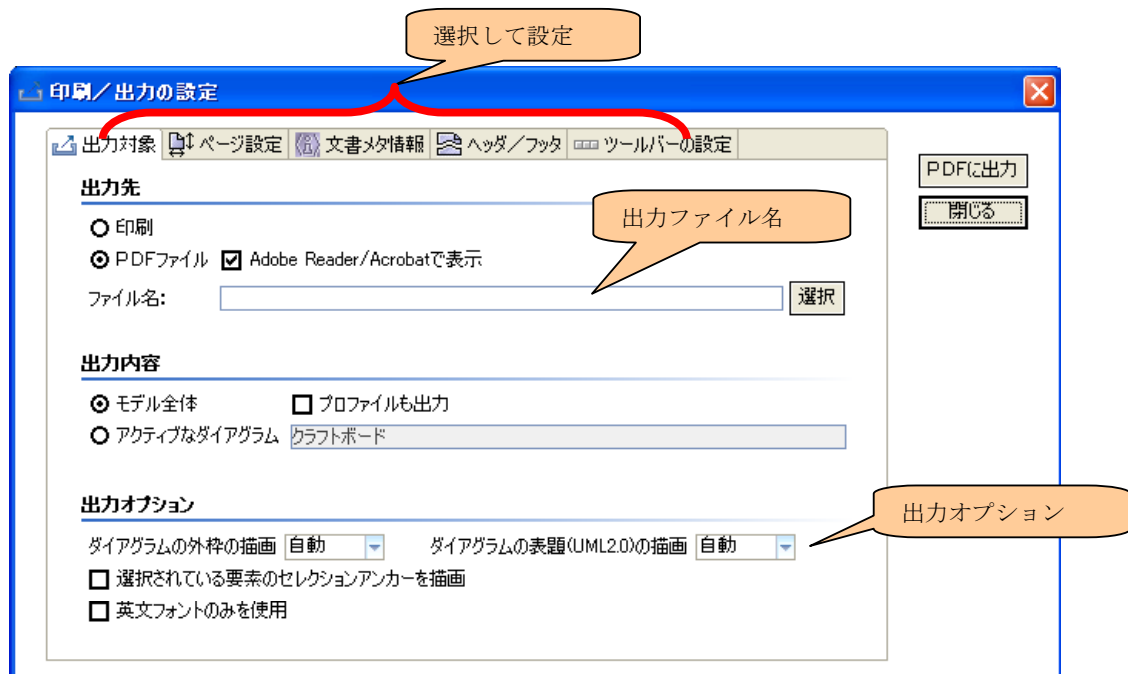 選択して設定
印刷／出力の設定
出力対象 ページ設定 文書メタ情報 ヘッダ／フッタ ツールバーの設定
PDFに出力
閉じる
出力先
出力ファイル名
印刷
PDFファイル Adobe Reader/Acrobatで表示
ファイル名: 選択
出力内容
モデル全体 プロファイルも出力
アクティブなダイアグラム クラフトボード
出力オプション
出力オプション
ダイアグラムの外枠の描画 自動 ダイアグラムの表題(UML2.0)の描画 自動
選択されている要素のセレクションアンカーを描画
英文フォントのみを使用